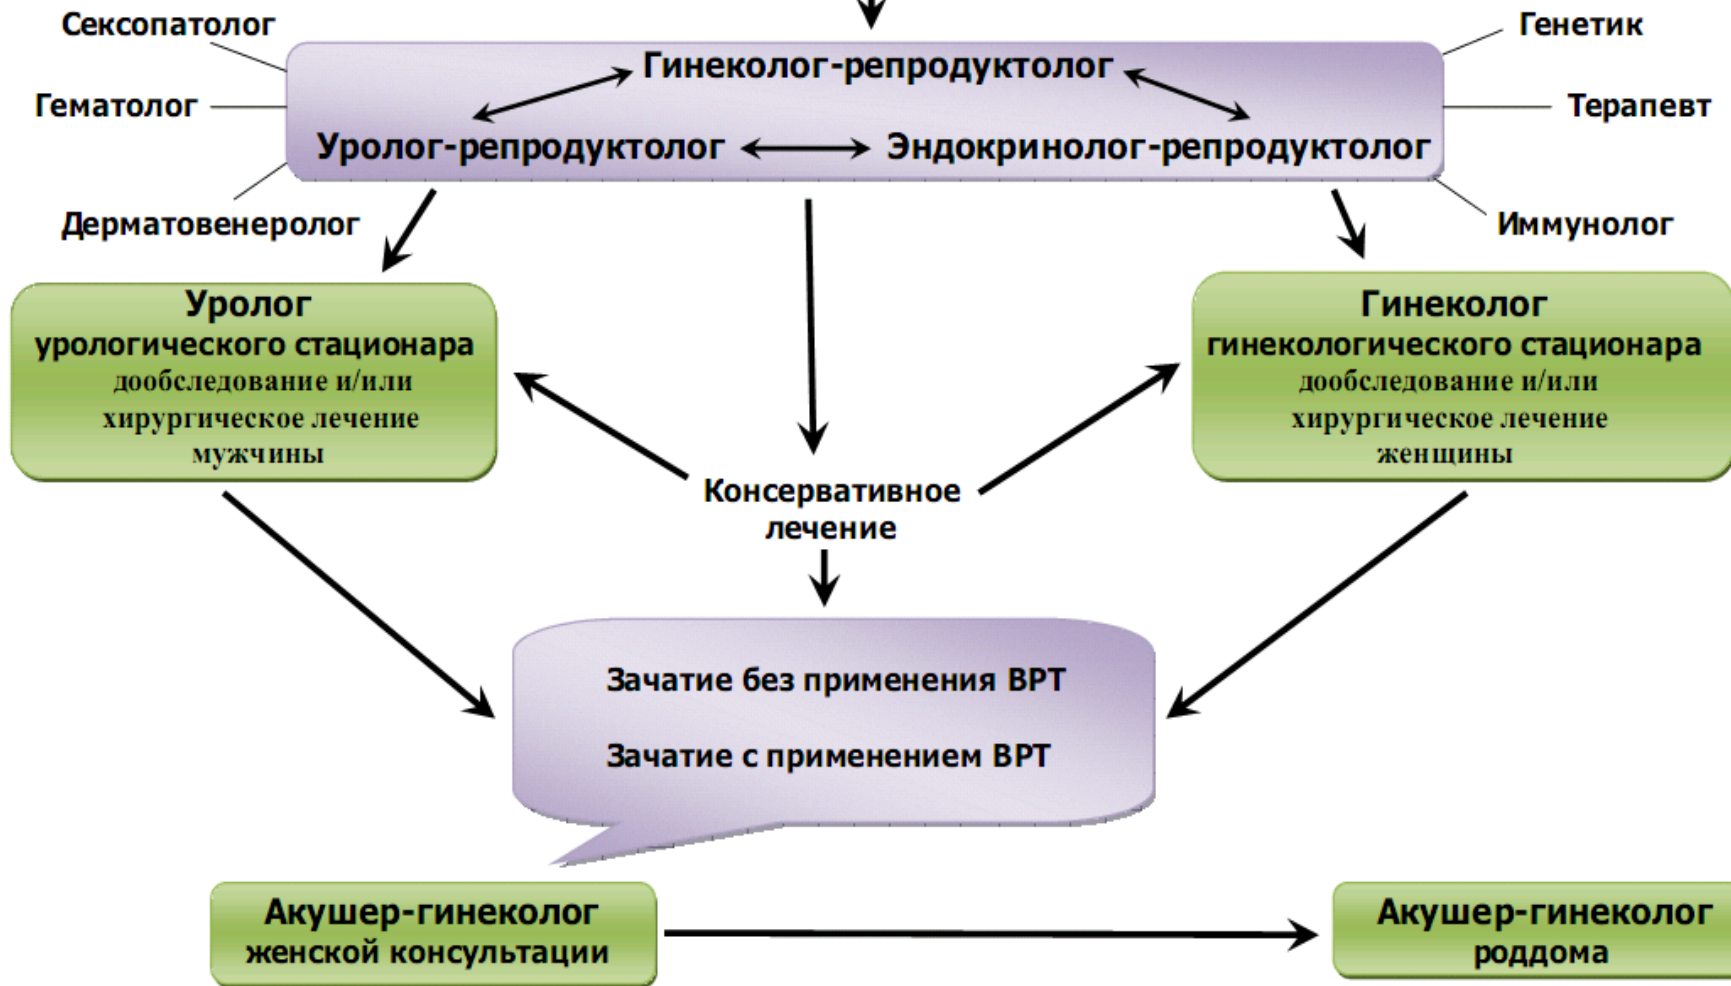 Сексопатолог
Генетик
Гинеколог-репродуктолог
Гематолог
Терапевт
Уролог-репродуктолог
Эндокринолог-репродуктолог
Дерматовенеролог
Иммунолог
Уролог
урологического стационара
дообследование и/или
хирургическое лечение
мужчины
Гинеколог
гинекологического стационара
дообследование и/или
хирургическое лечение
женщины
Консервативное
лечение
Зачатие без применения ВРТ
Зачатие с применением ВРТ
Акушер-гинеколог
женской консультации
Акушер-гинеколог
роддома